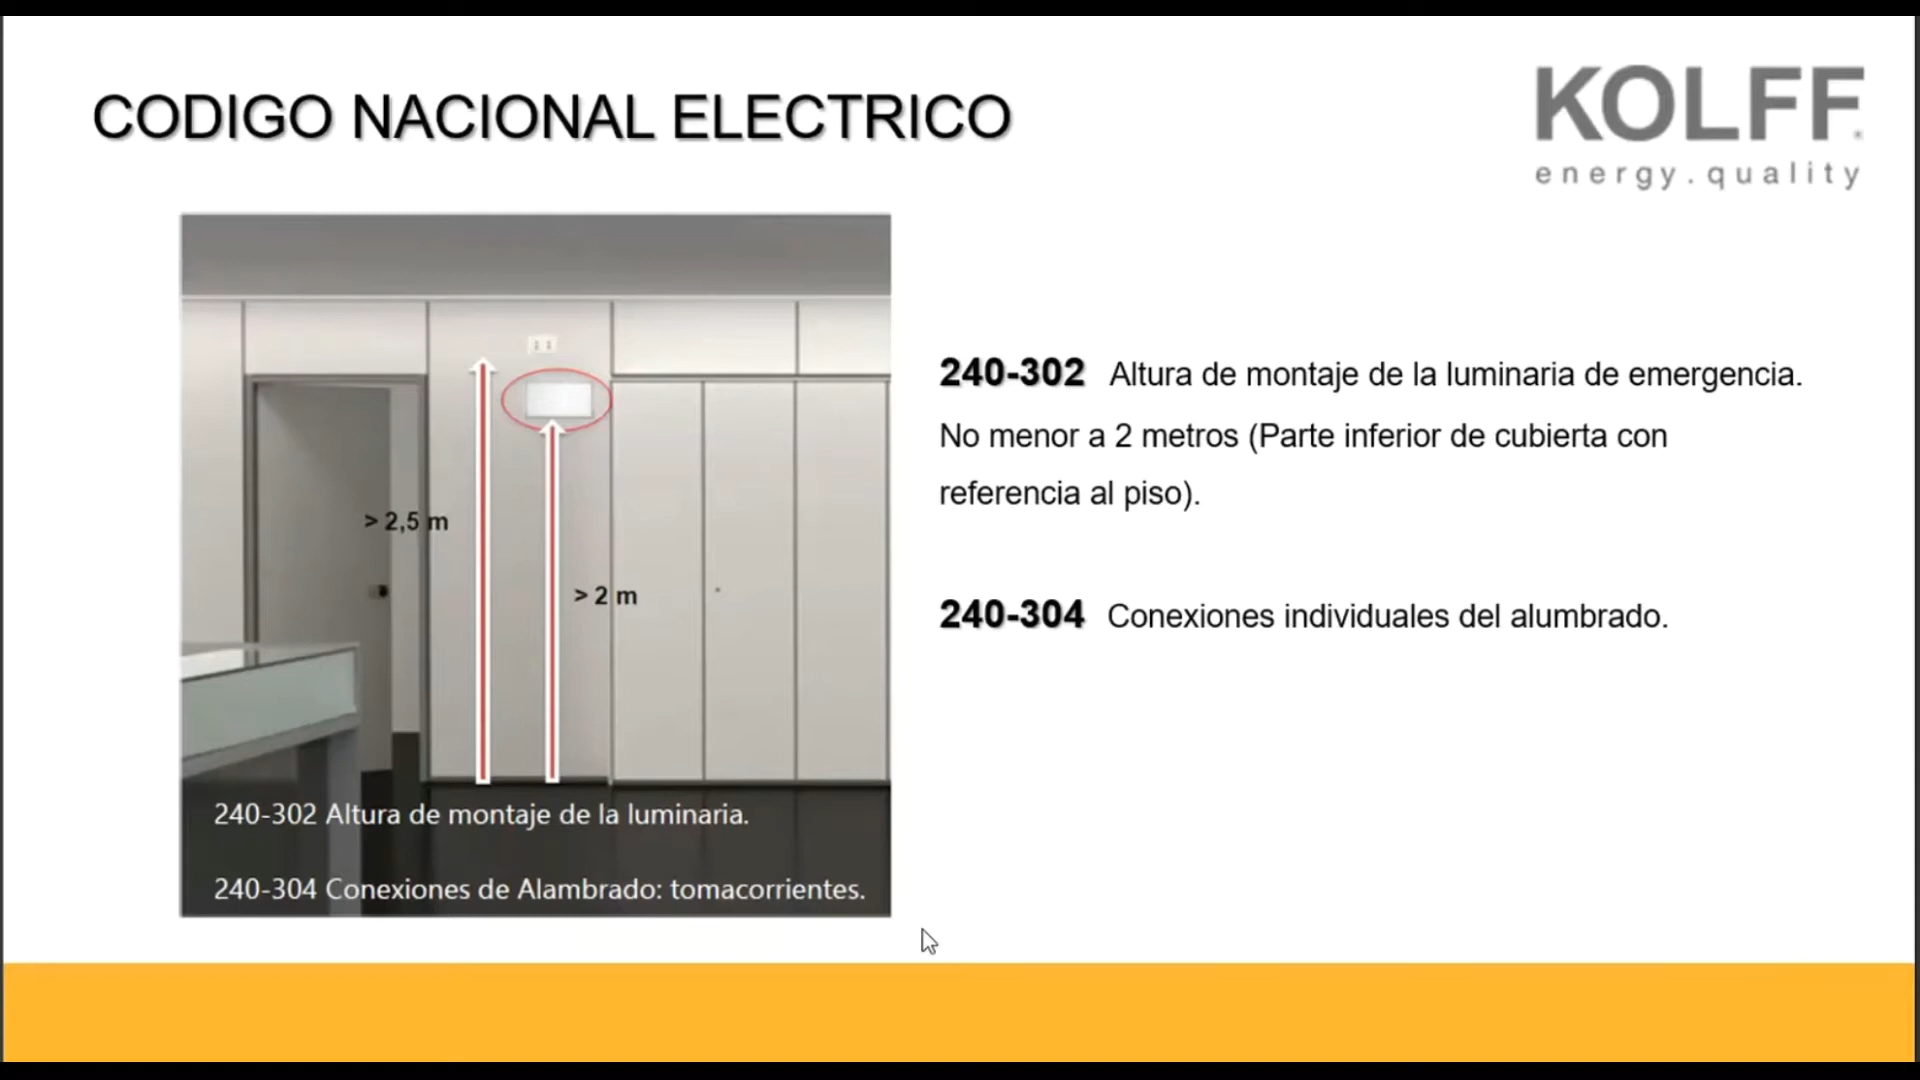 CODIGO NACIONAL ELECTRICO
KOLFF
energy.quality
> 2,5 m
> 2 m
240-302 Altura de montaje de la luminaria.
240-304 Conexiones de Alambrado: tomacorrientes.
240-302 Altura de montaje de la luminaria de emergencia.
No menor a 2 metros (Parte inferior de cubierta con
referencia al piso).
240-304 Conexiones individuales del alumbrado.